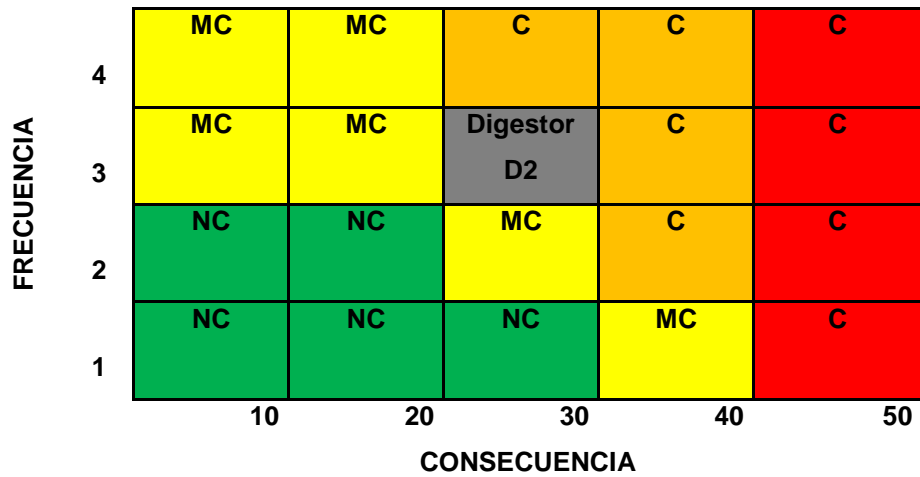 FRECUENCIA
4 MC MC C C C
3 MC MC Digestor D2 C C
2 NC NC MC C C
1 NC NC NC MC C
10 20 30 40 50
CONSECUENCIA